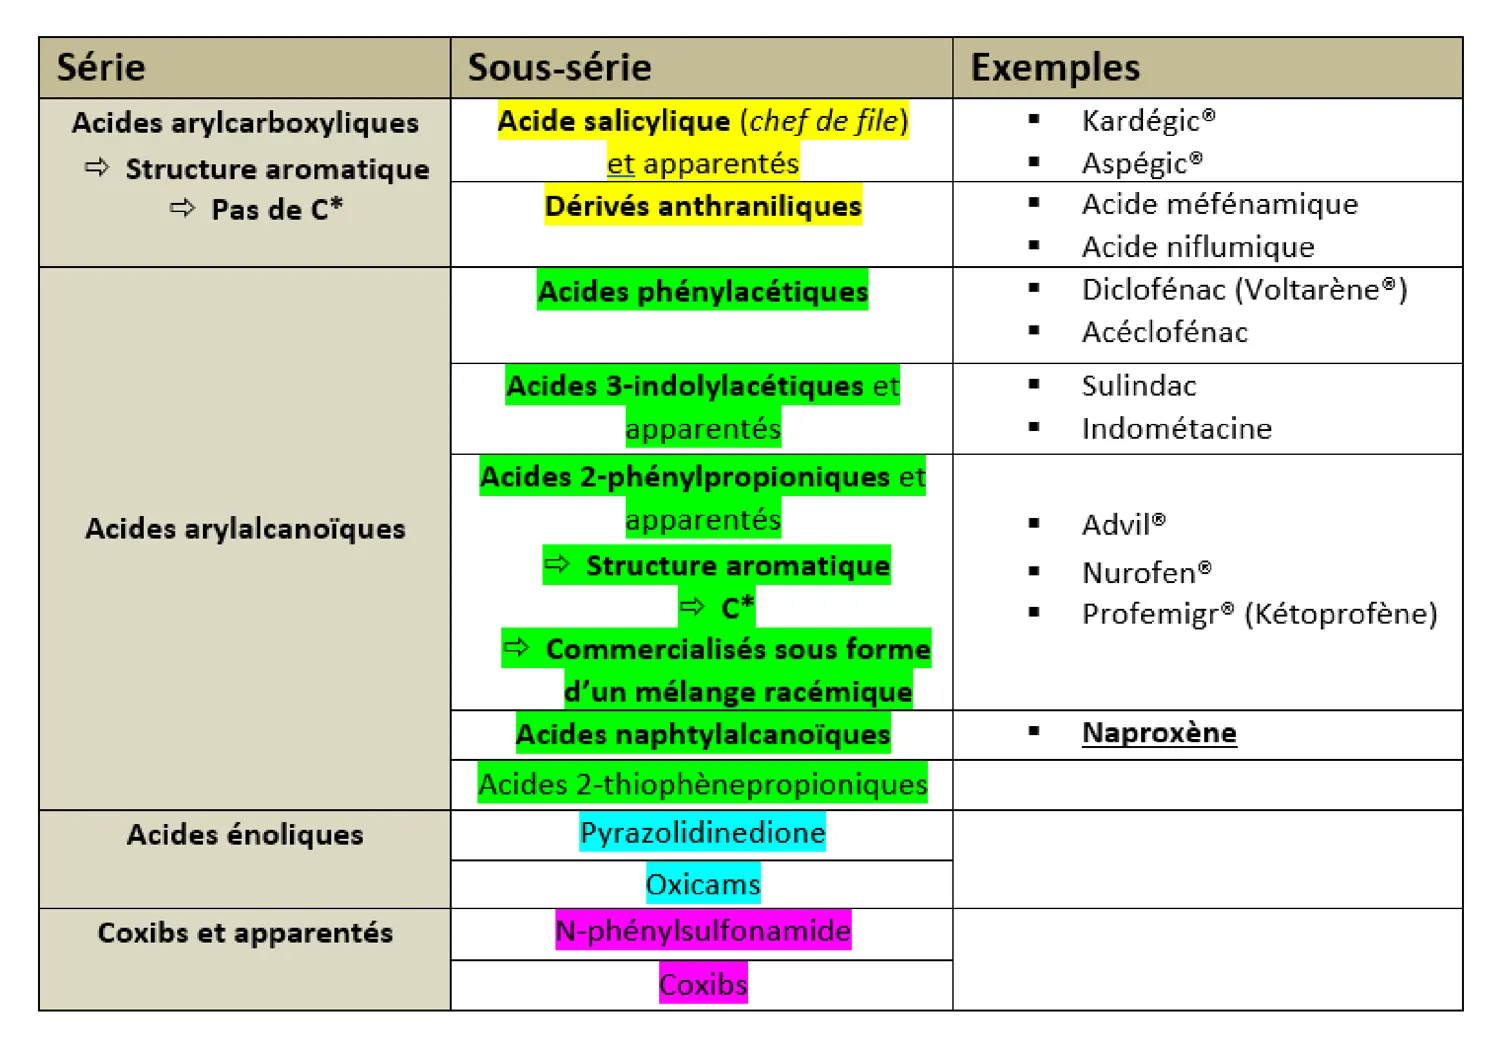 Série
Sous-série
Exemples
Acides arylcarboxyliques
⇨ Structure aromatique
⇨ Pas de C*
Acide salicylique (chef de file)
et apparentés
▪ Kardégic®
▪ Aspégic®
Dérivés anthraniliques
▪ Acide méfénamique
▪ Acide niflumique
Acides arylalcanoïques
Acides phénylacétiques
▪ Diclofénac (Voltarène®)
▪ Acéclofénac
Acides 3-indolylacétiques et
apparentés
▪ Sulindac
▪ Indométacine
Acides 2-phénylpropioniques et
apparentés
⇨ Structure aromatique
⇨ C*
⇨ Commercialisés sous forme
d’un mélange racémique
▪ Advil®
▪ Nurofen®
▪ Profemigr® (Kétoprofène)
Acides naphtylalcanoïques
▪ Naproxène
Acides 2-thiophènepropioniques
Acides énoliques
Pyrazolidinedione
Oxicams
Coxibs et apparentés
N-phénylsulfonamide
Coxibs